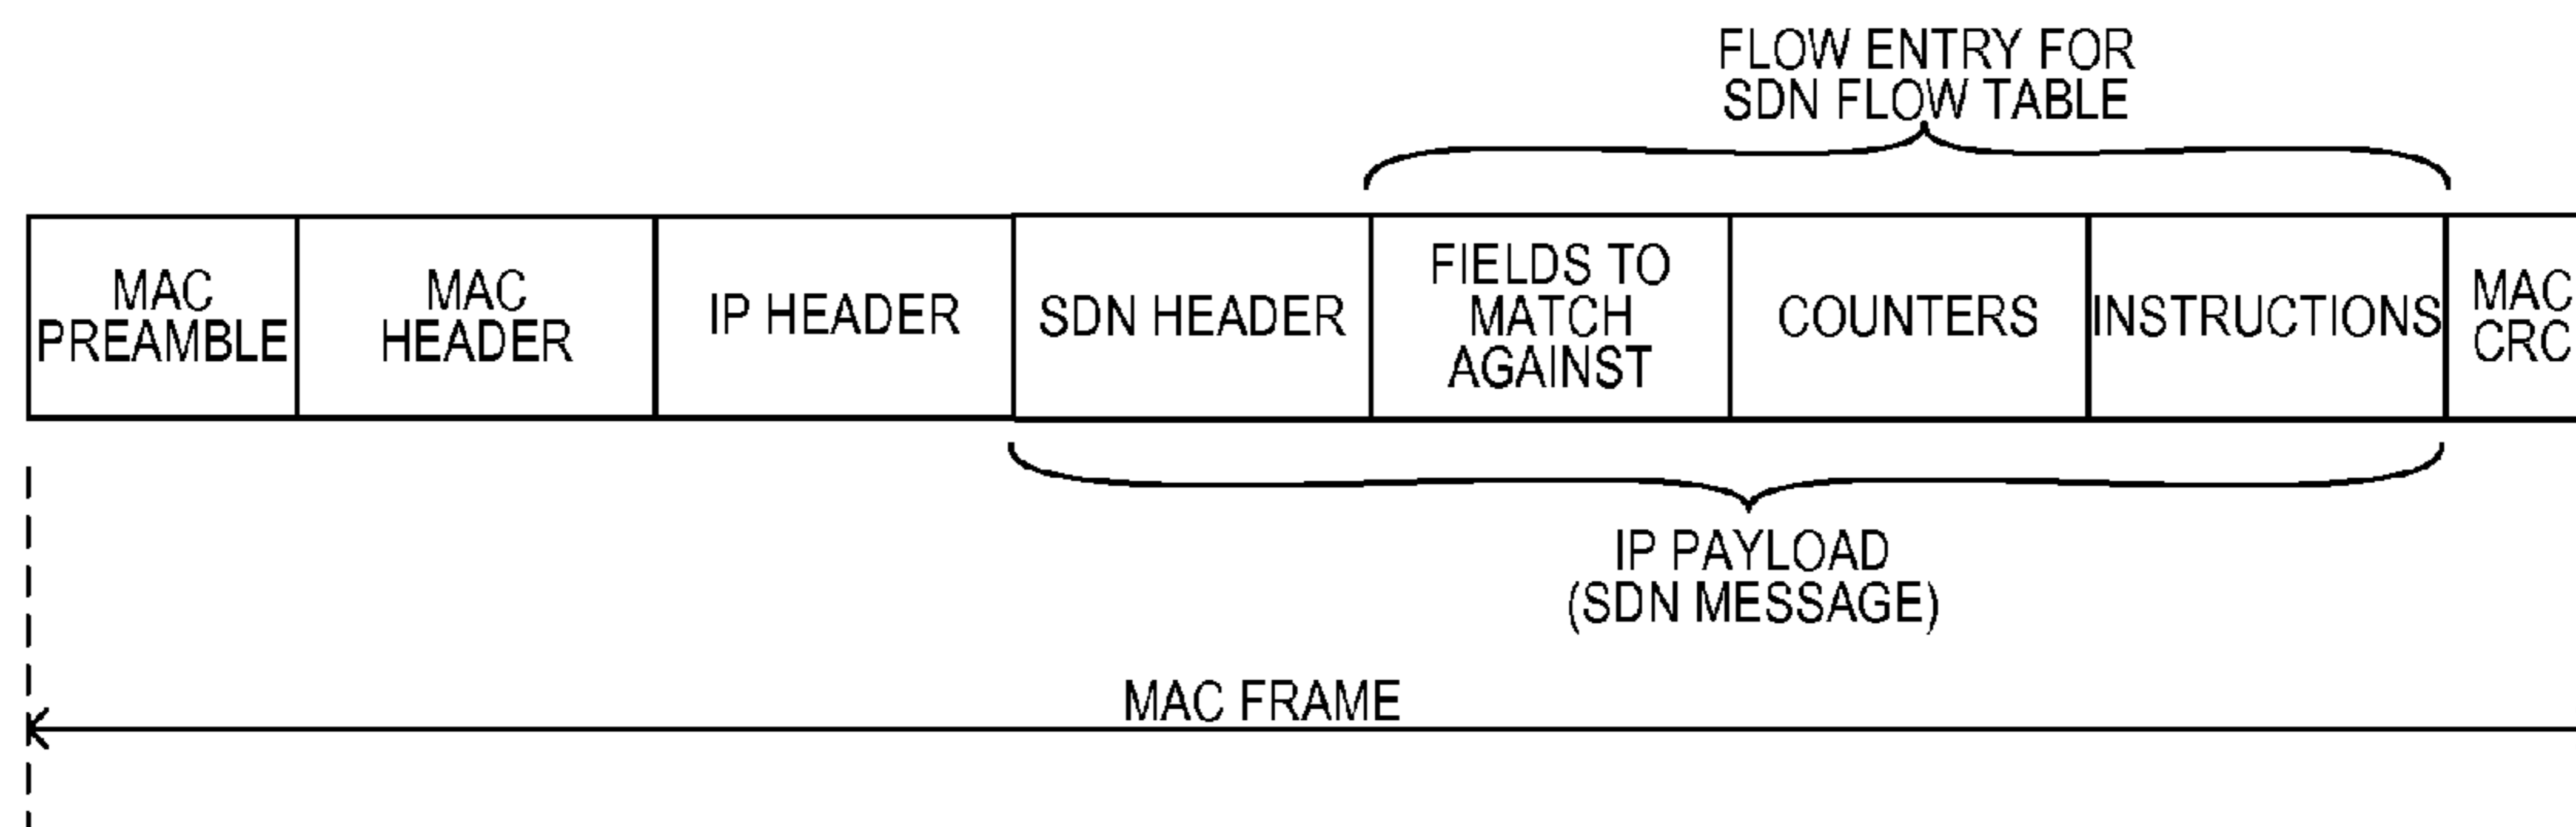 FLOW ENTRY FOR
SDN FLOW TABLE
MAC
PREAMBLE
MAC
HEADER
IP HEADER
SDN HEADER
FIELDS TO
MATCH
AGAINST
COUNTERS
INSTRUCTIONS
MAC
CRC
IP PAYLOAD
(SDN MESSAGE)
MAC FRAME